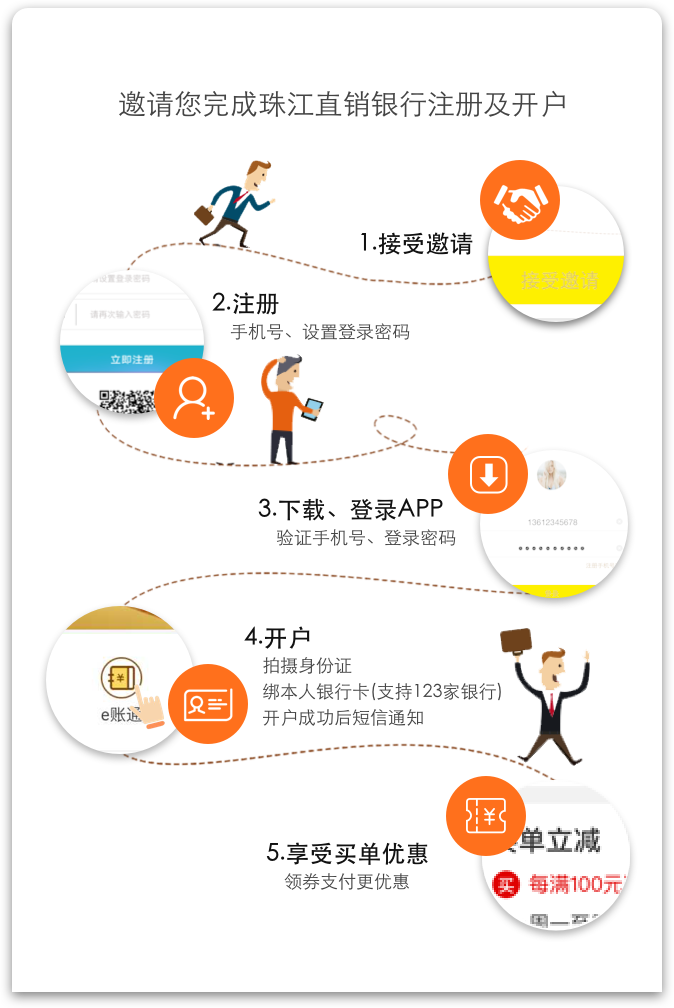 邀请您完成珠江直销银行注册及开户
1.接受邀请
接受邀请
设置登录密码
请再次输入密码
立即注册
2.注册
手机号、设置登录密码
3.下载、登录APP
验证手机号、登录密码
13612345678
4.开户
拍摄身份证
绑本人银行卡(支持123家银行)
开户成功后短信通知
e账通
5.享受买单优惠
领券支付更优惠
单立减
买 每满100元
周一至